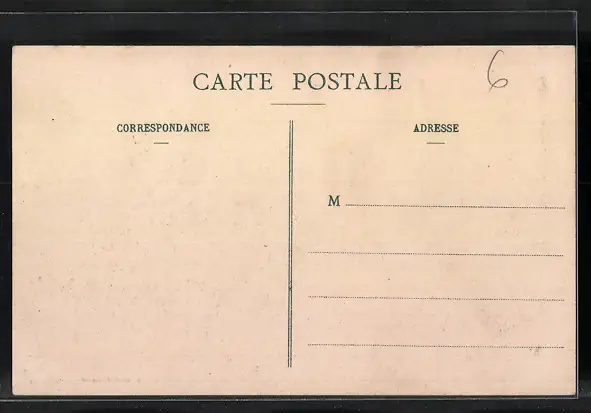 CARTE POSTALE
6
CORRESPONDANCE
ADRESSE
M